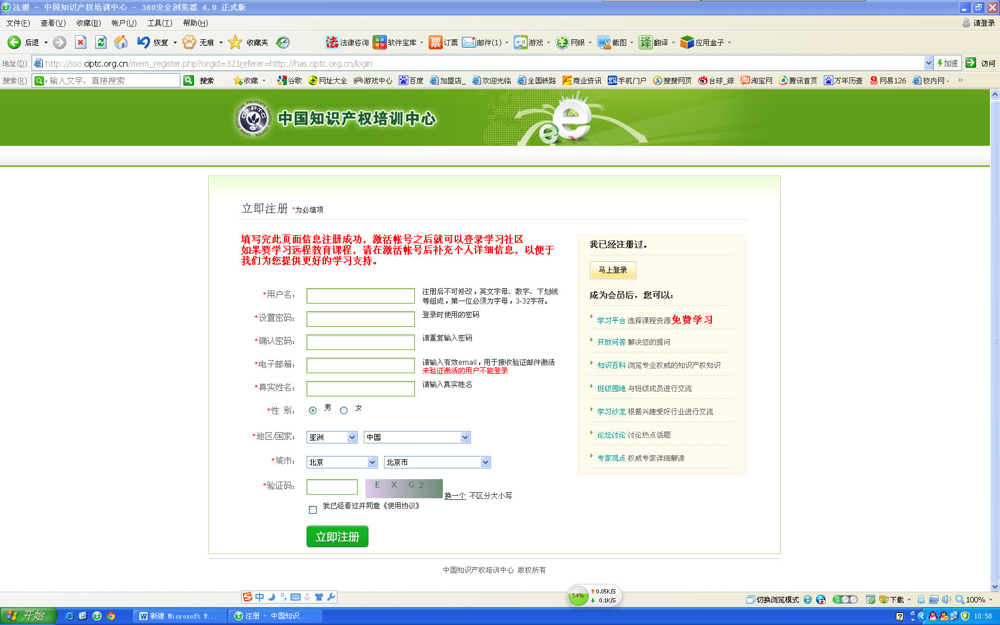 注册 - 中国知识产权培训中心 - 360安全浏览器 4.0 正式版
文件(F) 查看(V) 收藏(B) 帐户(U) 工具(T) 帮助(H) 请登录
后退 恢复 无痕 收藏夹 法律咨询 软件宝库 票 订票 邮件(1) 游戏 网银 截图 译 翻译 应用盒子
地址(D) http://sso.ciptc.org.cn/mem_register.php?orgid=321referer=http://has.ciptc.org.cn/login 加速 访问
搜索(R) 输入文字，直接搜索 搜索 收藏 谷歌 网址大全 游戏中心 百度 加盟店_ 欢迎光临 全国铁路 商业资讯 手机门户 搜搜网页 台球_综 淘宝网 腾讯首页 万年历查 网易126 校内网 - »
中国知识产权培训中心
立即注册 *为必填项
填写完此页面信息注册成功，激活帐号之后就可以登录学习社区
如果要学习远程教育课程，请在激活帐号后补充个人详细信息，以便于
我们为您提供更好的学习支持。
*用户名： 注册后不可修改，英文字母、数字、下划线
等组成，第一位必须为字母，3-32字符。
*设置密码： 登录时使用的密码
*确认密码： 请重复输入密码
*电子邮箱： 请输入有效email，用于接收验证邮件激活
未验证激活的用户不能登录
*真实姓名： 请输入真实姓名
*性 别： 男 女
*地区/国家： 亚洲 中国
*城市： 北京 北京市
*验证码： E X G 2 换一个 不区分大小写
我已经看过并同意《使用协议》
立即注册
我已经注册过。
马上登录
成为会员后，您可以：
学习平台 选择课程资源免费学习
开放问答 解决您的提问
知识百科 浏览专业权威的知识产权知识
班级园地 与班级成员进行交流
学习沙龙 根据兴趣爱好行业进行交流
论坛讨论 讨论热点话题
专家观点 权威专家详细解读
中国知识产权培训中心 版权所有
中
54% 0.05K/S
0.1K/S
切换浏览模式 下载 100%
开始 新建 Microsoft W... 注册 - 中国知识... 10:58